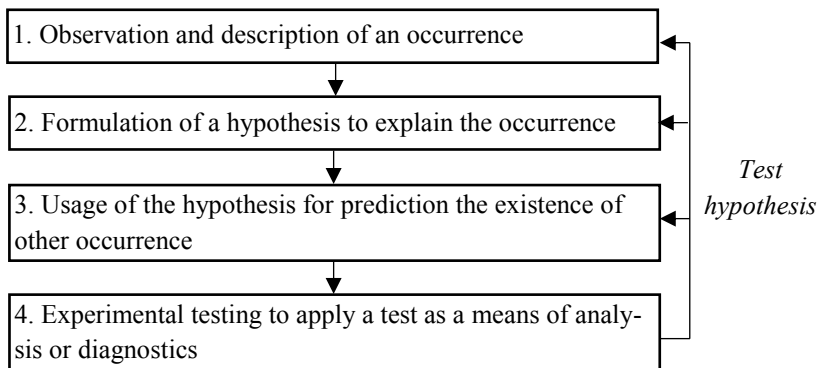 1. Observation and description of an occurrence
2. Formulation of a hypothesis to explain the occurrence
3. Usage of the hypothesis for prediction the existence of
other occurrence
4. Experimental testing to apply a test as a means of analy-
sis or diagnostics
Test
hypothesis